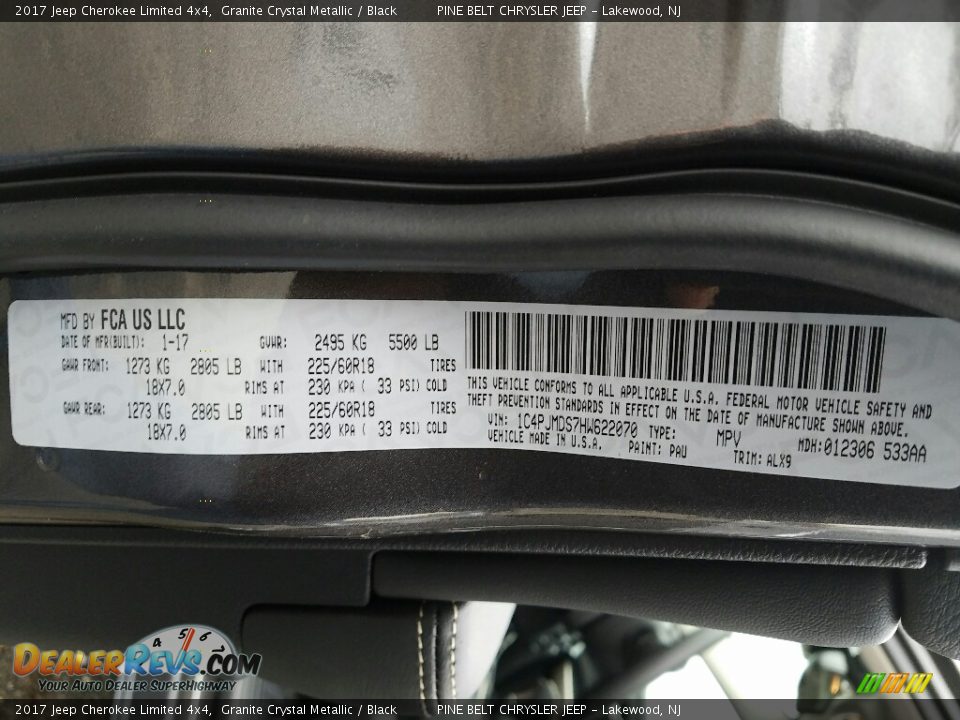 2017 Jeep Cherokee Limited 4x4, Granite Crystal Metallic / Black PINE BELT CHRYSLER JEEP – Lakewood, NJ
MFD BY FCA US LLC
DATE OF MFR(BUILT): 1-17 GVWR: 2495 KG 5500 LB
GAWR FRONT: 1273 KG 2805 LB WITH 225/60R18 TIRES
18X7.0 RIMS AT 230 KPA ( 33 PSI) COLD
GAWR REAR: 1273 KG 2805 LB WITH 225/60R18 TIRES
18X7.0 RIMS AT 230 KPA ( 33 PSI) COLD
THIS VEHICLE CONFORMS TO ALL APPLICABLE U.S.A. FEDERAL MOTOR VEHICLE SAFETY AND
THEFT PREVENTION STANDARDS IN EFFECT ON THE DATE OF MANUFACTURE SHOWN ABOVE.
VIN: 1C4PJMDS7HW622070 TYPE: MPV MDH:012306 533AA
VEHICLE MADE IN U.S.A. PAINT: PAU TRIM: ALX9
4 5 6
DEALERREVS.COM
YOUR AUTO DEALER SUPERHIGHWAY
2017 Jeep Cherokee Limited 4x4, Granite Crystal Metallic / Black PINE BELT CHRYSLER JEEP – Lakewood, NJ